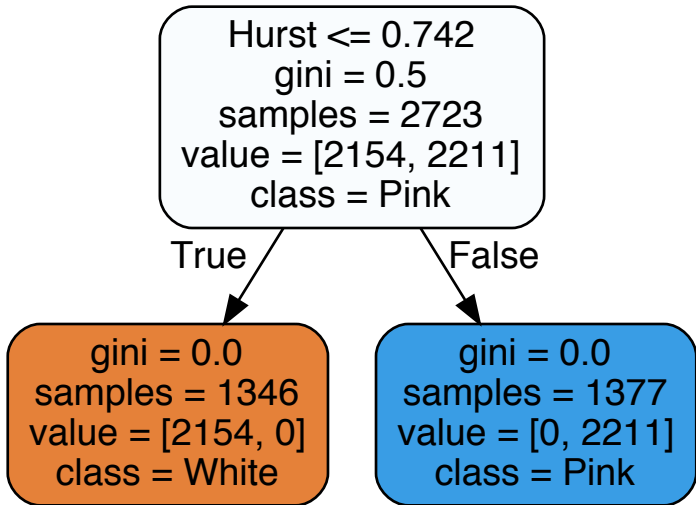 Hurst <= 0.742
gini = 0.5
samples = 2723
value = [2154, 2211]
class = Pink
True
False
gini = 0.0
samples = 1346
value = [2154, 0]
class = White
gini = 0.0
samples = 1377
value = [0, 2211]
class = Pink